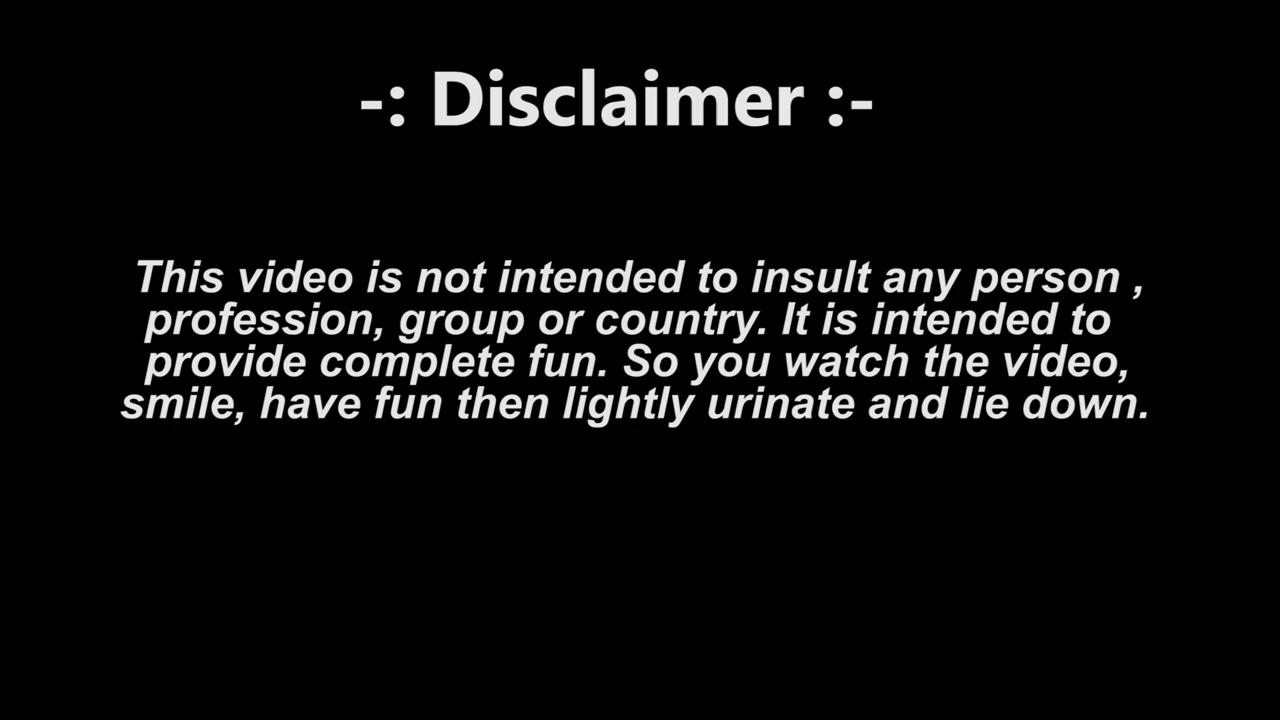 -: Disclaimer :-
This video is not intended to insult any person ,
profession, group or country. It is intended to
provide complete fun. So you watch the video,
smile, have fun then lightly urinate and lie down.